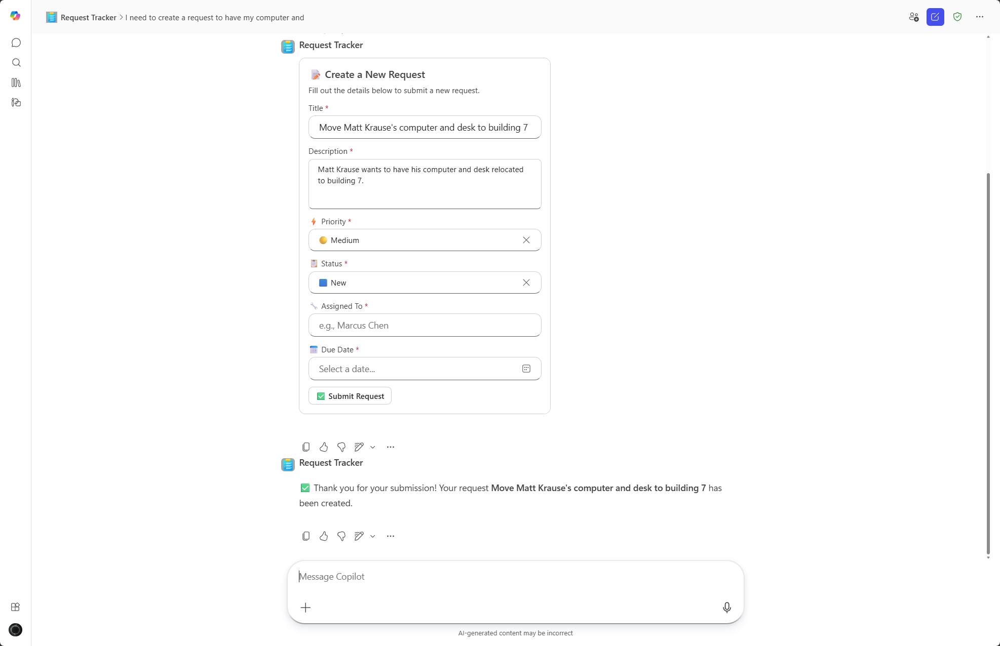 Request Tracker > I need to create a request to have my computer and
Request Tracker
Create a New Request
Fill out the details below to submit a new request.
Title *
Move Matt Krause's computer and desk to building 7
Description *
Matt Krause wants to have his computer and desk relocated
to building 7.
Priority *
Medium
Status *
New
Assigned To *
e.g., Marcus Chen
Due Date *
Select a date...
Submit Request
Request Tracker
Thank you for your submission! Your request Move Matt Krause's computer and desk to building 7 has
been created.
Message Copilot
AI-generated content may be incorrect